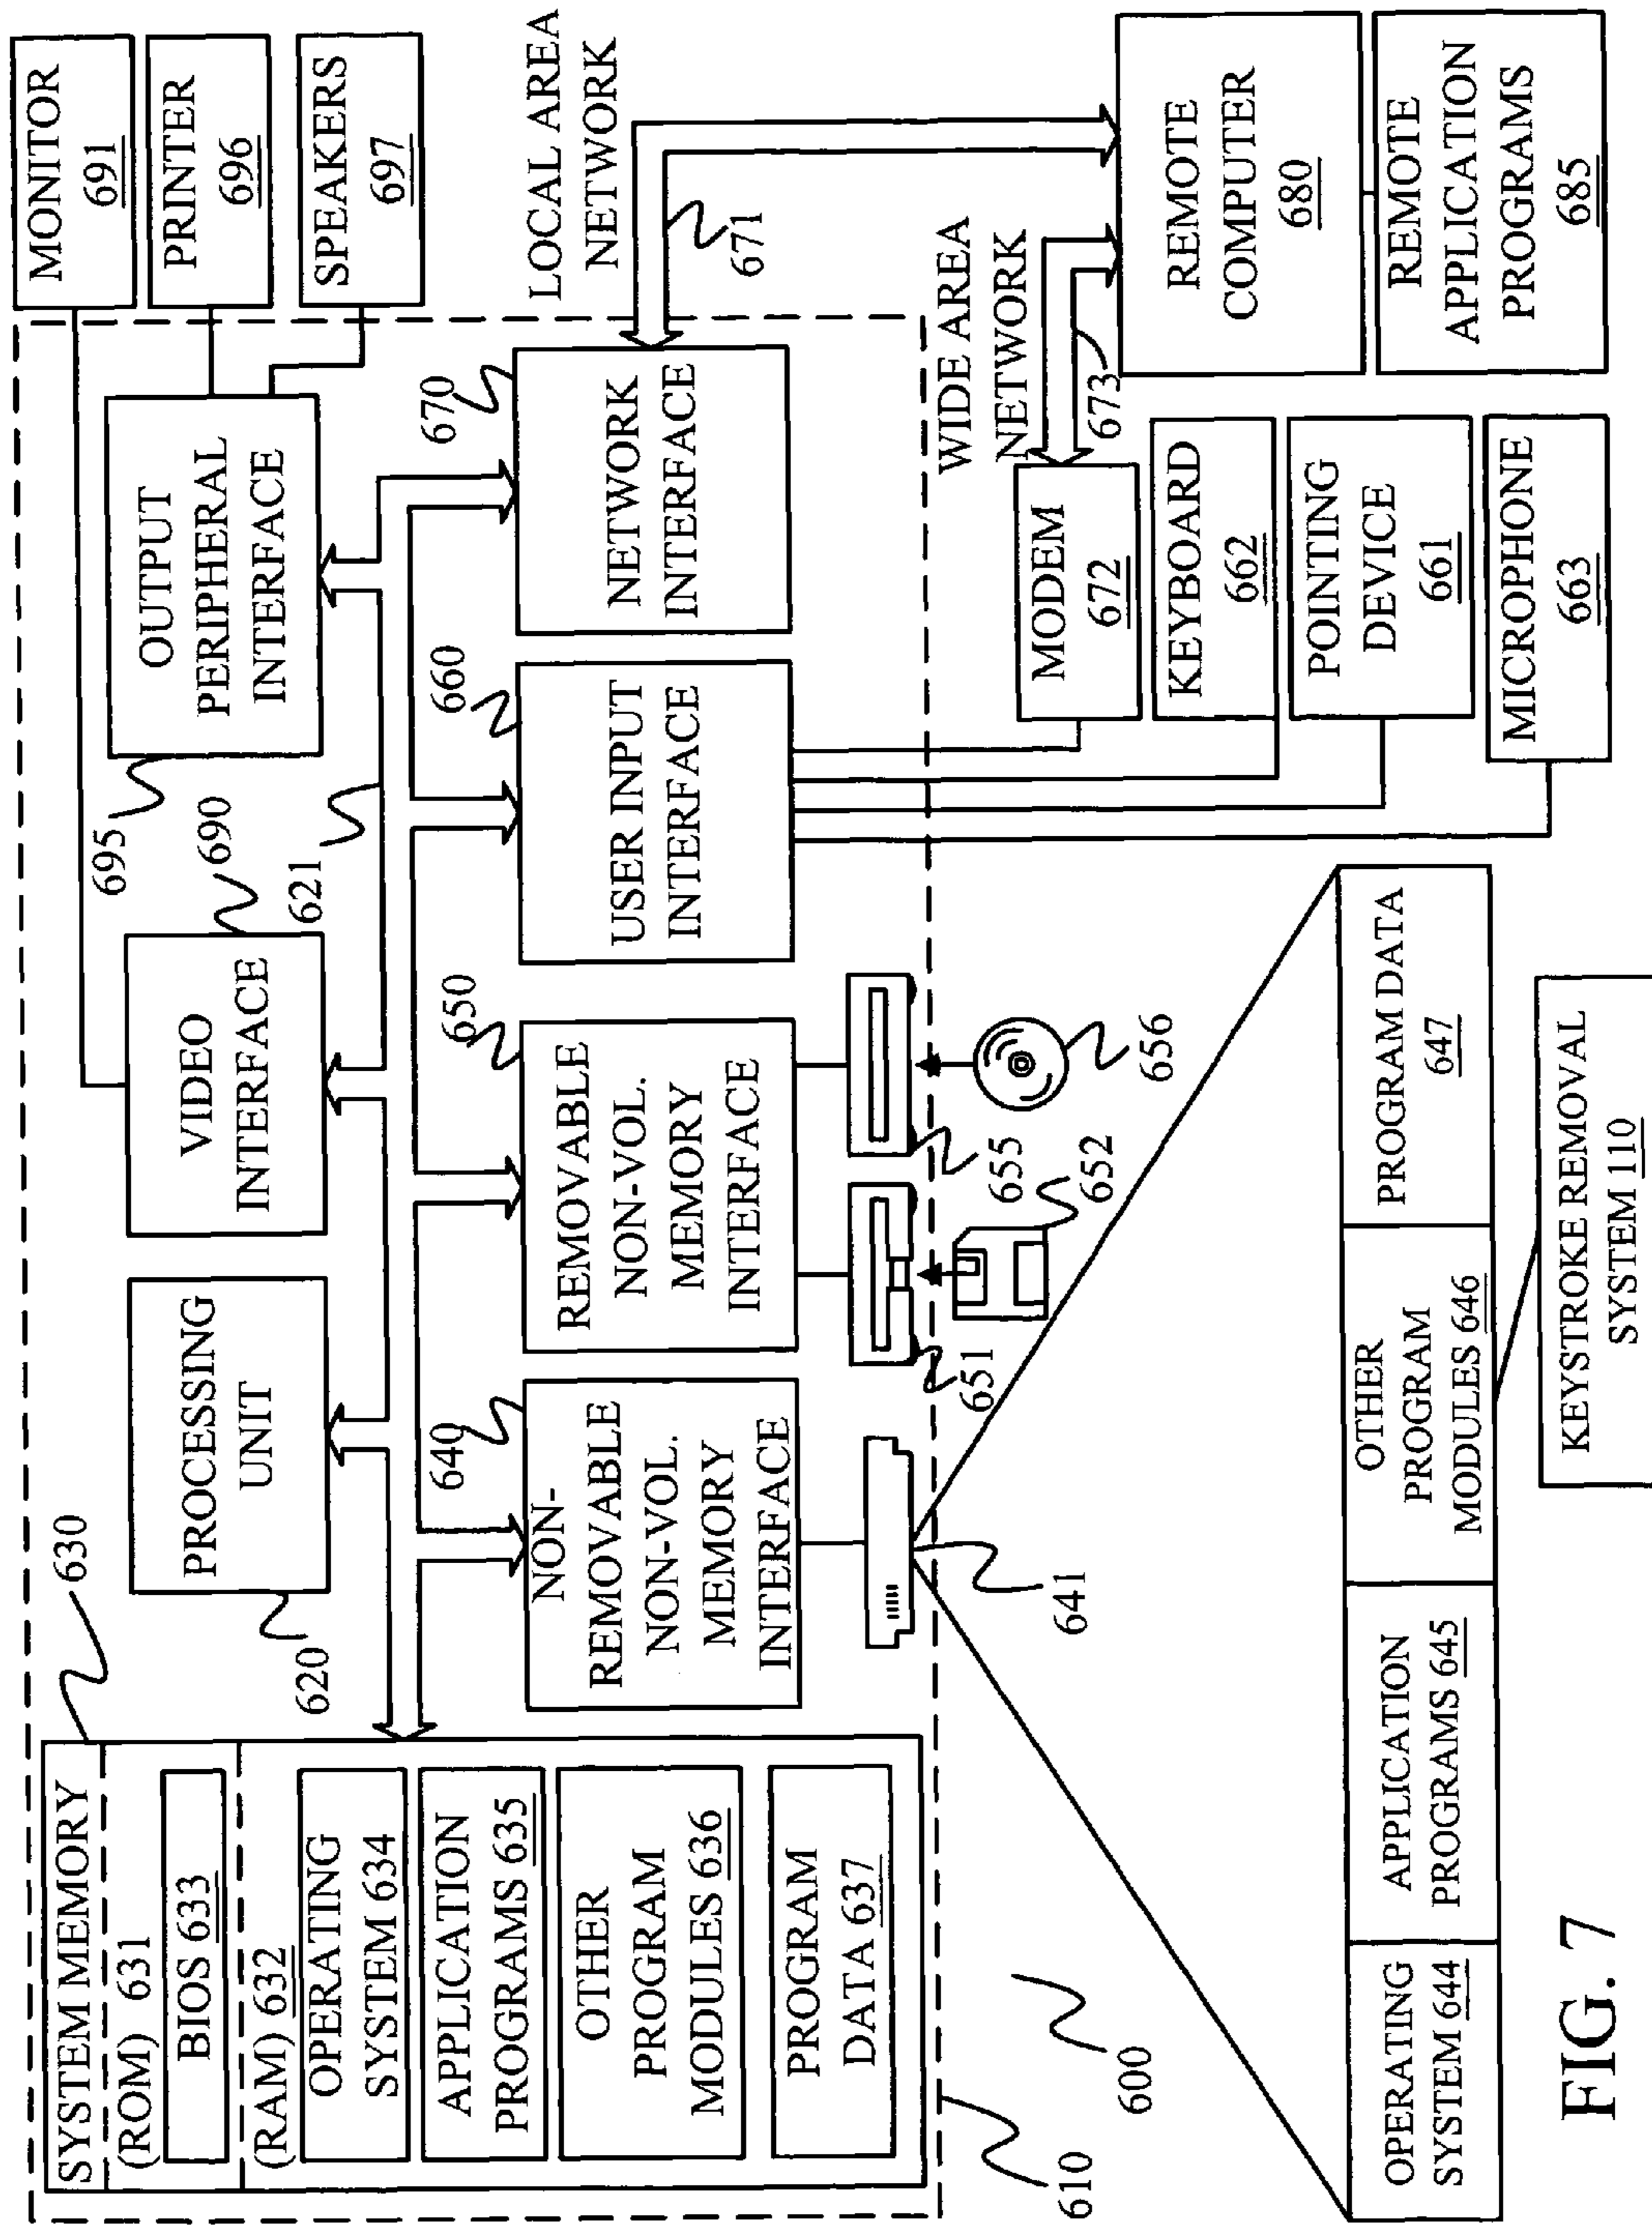 SYSTEM MEMORY
(ROM) 631
BIOS 633
(RAM) 632
OPERATING
SYSTEM 634
APPLICATION
PROGRAMS 635
OTHER
PROGRAM
MODULES 636
PROGRAM
DATA 637
630
620
PROCESSING
UNIT
VIDEO
INTERFACE
690
621
695
OUTPUT
PERIPHERAL
INTERFACE
MONITOR
691
PRINTER
696
SPEAKERS
697
640
NON-
REMOVABLE
NON-VOL.
MEMORY
INTERFACE
650
REMOVABLE
NON-VOL.
MEMORY
INTERFACE
660
USER INPUT
INTERFACE
670
NETWORK
INTERFACE
LOCAL AREA
NETWORK
671
641
651
652
655
656
WIDE AREA
NETWORK
673
MODEM
672
KEYBOARD
662
POINTING
DEVICE
661
MICROPHONE
663
REMOTE
COMPUTER
680
REMOTE
APPLICATION
PROGRAMS
685
610
600
OPERATING
SYSTEM 644
APPLICATION
PROGRAMS 645
OTHER
PROGRAM
MODULES 646
PROGRAM DATA
647
KEYSTROKE REMOVAL
SYSTEM 110
FIG. 7